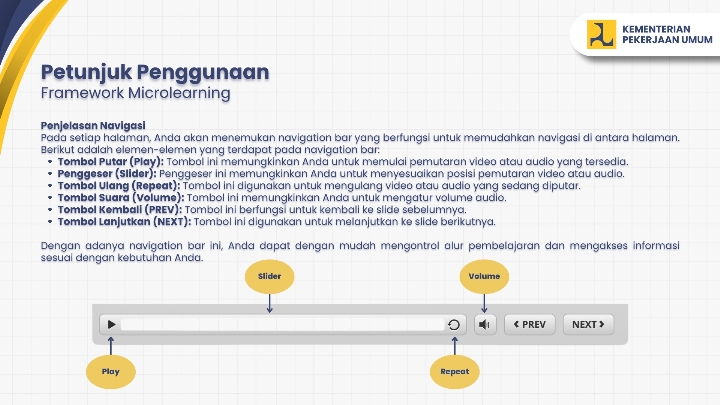 KEMENTERIAN
PEKERJAAN UMUM
Petunjuk Penggunaan
Framework Microlearning
Penjelasan Navigasi
Pada setiap halaman, Anda akan menemukan navigation bar yang berfungsi untuk memudahkan navigasi di antara halaman.
Berikut adalah elemen-elemen yang terdapat pada navigation bar:
• Tombol Putar (Play): Tombol ini memungkinkan Anda untuk memulai pemutaran video atau audio yang tersedia.
• Penggeser (Slider): Penggeser ini memungkinkan Anda untuk menyesuaikan posisi pemutaran video atau audio.
• Tombol Ulang (Repeat): Tombol ini digunakan untuk mengulang video atau audio yang sedang diputar.
• Tombol Suara (Volume): Tombol ini memungkinkan Anda untuk mengatur volume audio.
• Tombol Kembali (PREV): Tombol ini berfungsi untuk kembali ke slide sebelumnya.
• Tombol Lanjutkan (NEXT): Tombol ini digunakan untuk melanjutkan ke slide berikutnya.
Dengan adanya navigation bar ini, Anda dapat dengan mudah mengontrol alur pembelajaran dan mengakses informasi
sesuai dengan kebutuhan Anda.
Slider
Volume
PREV
NEXT
Play
Repeat